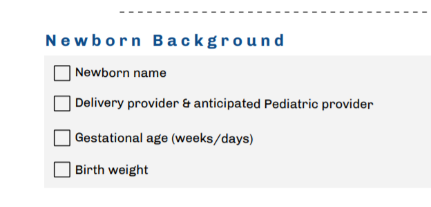 Newborn Background
Newborn name
Delivery provider & anticipated Pediatric provider
Gestational age (weeks/days)
Birth weight